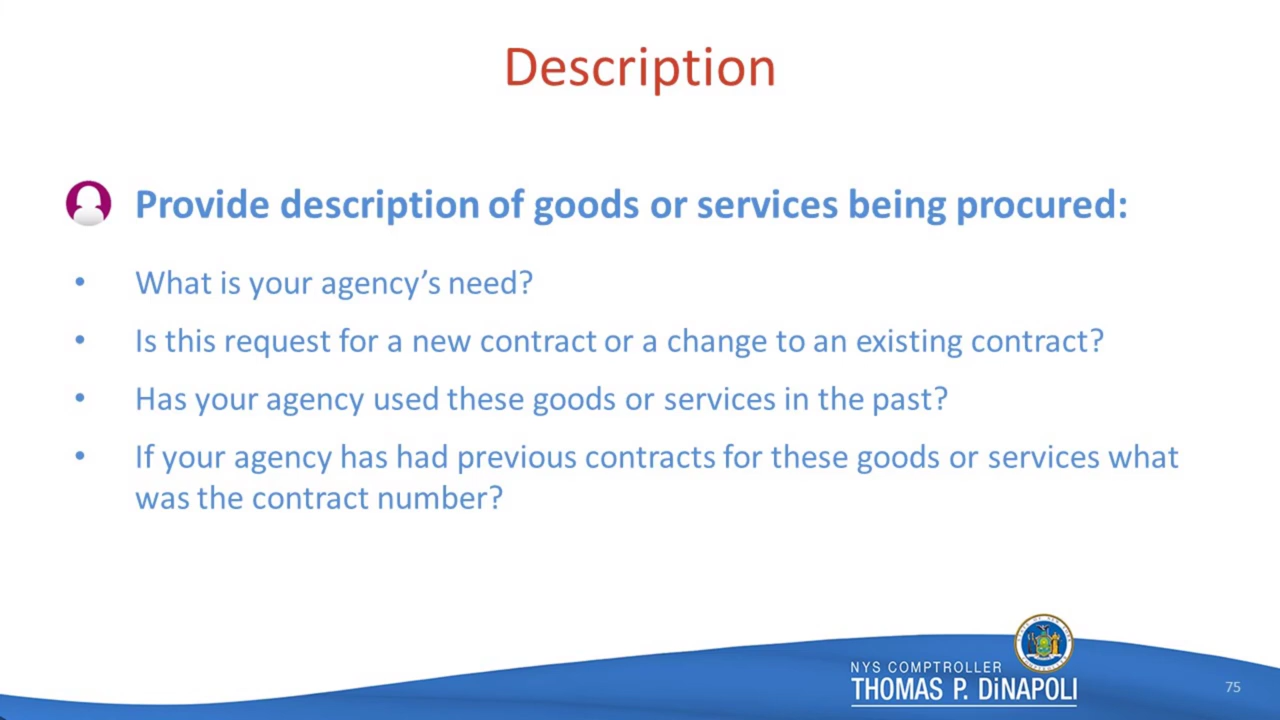 Description
Provide description of goods or services being procured:
• What is your agency’s need?
• Is this request for a new contract or a change to an existing contract?
• Has your agency used these goods or services in the past?
• If your agency has had previous contracts for these goods or services what
was the contract number?
NYS COMPTROLLER
THOMAS P. DiNAPOLI
75